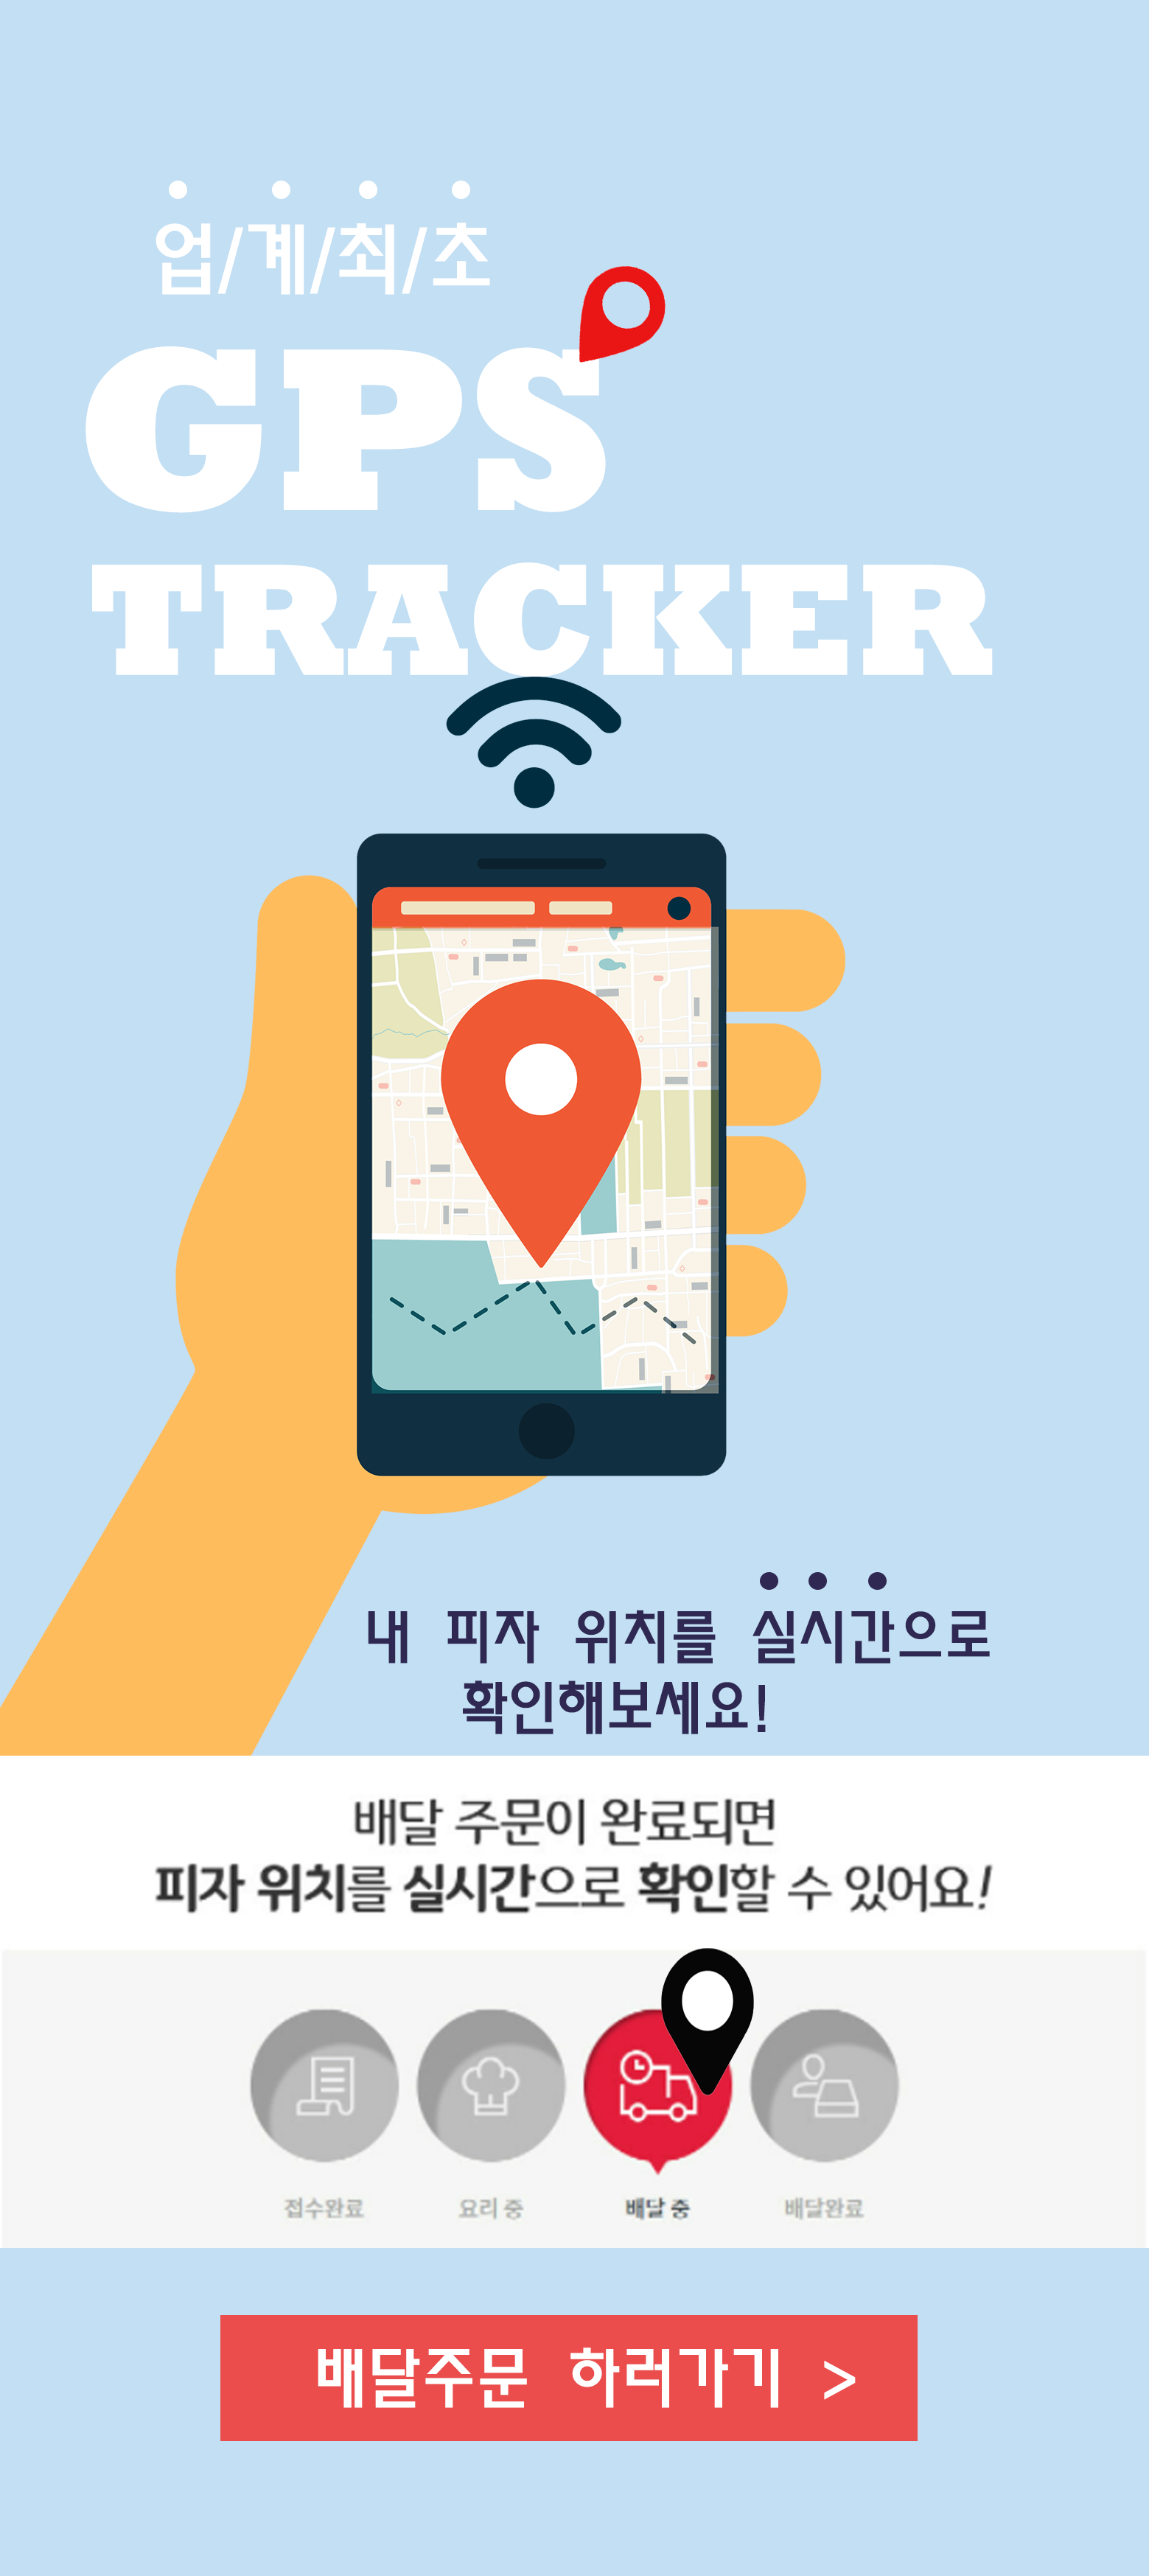 업/계/최/초
GPS
TRACKER
내 피자 위치를 실시간으로
확인해보세요!
배달 주문이 완료되면
피자 위치를 실시간으로 확인할 수 있어요!
접수완료 요리 중 배달 중 배달완료
배달주문 하러가기 >